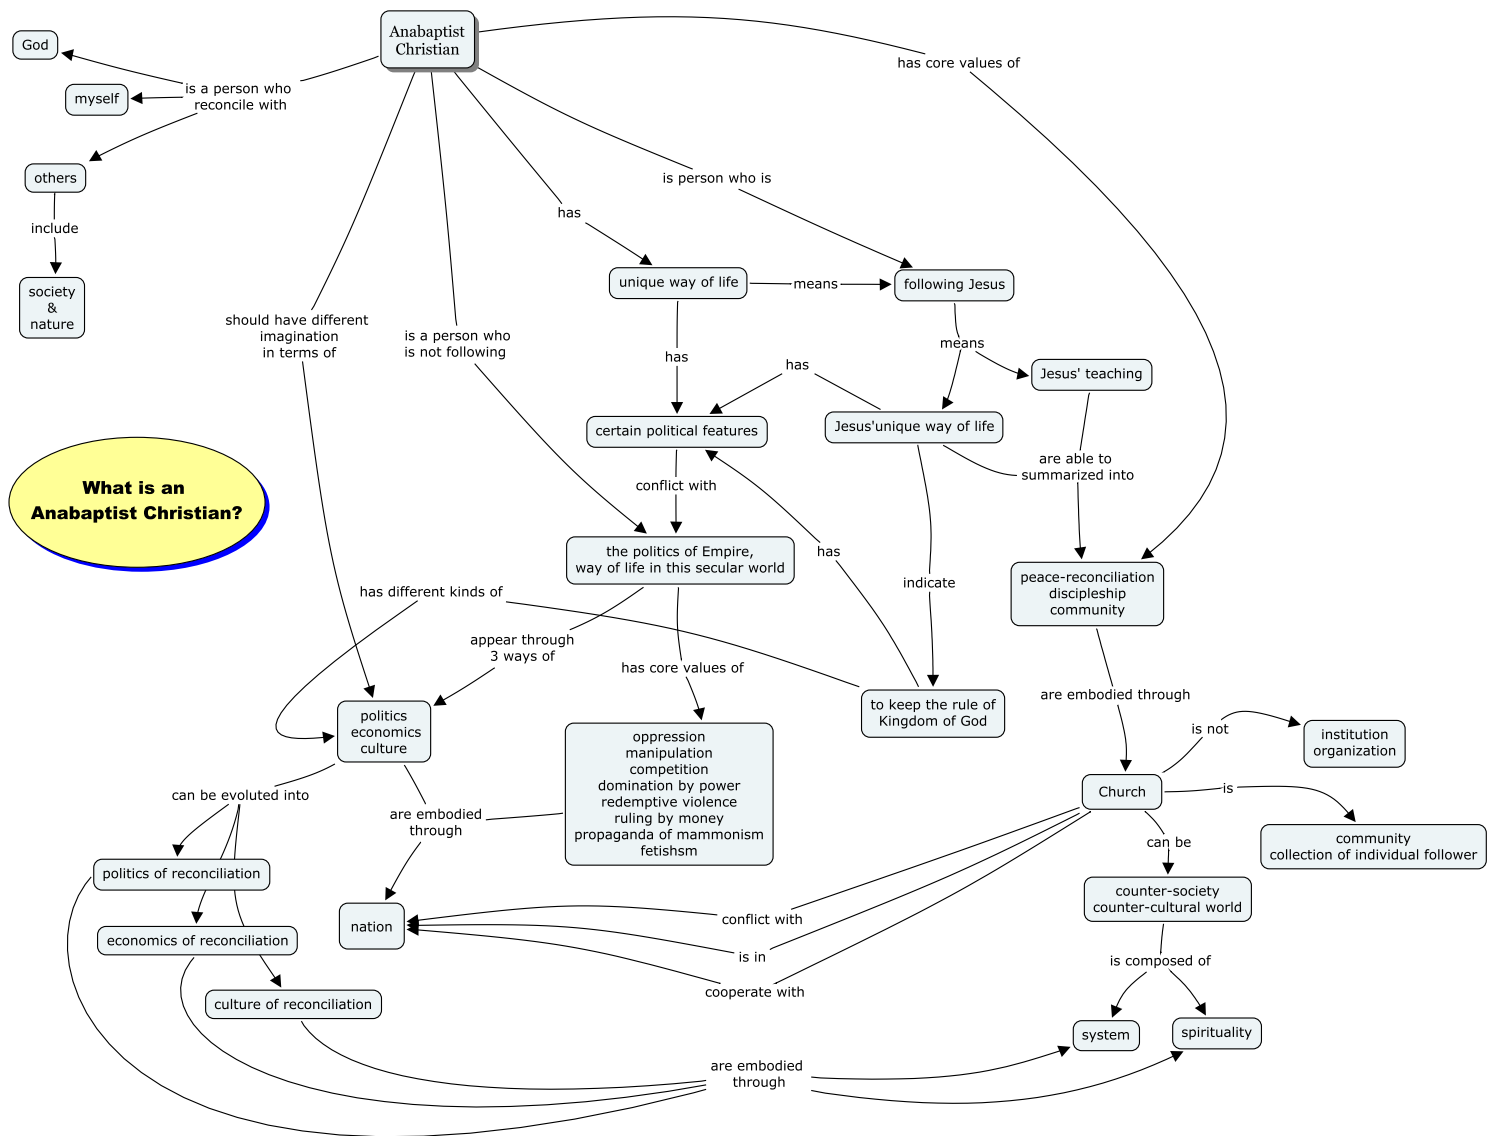 Anabaptist
Christian
God
has core values of
myself
is a person who
reconcile with
others
is person who is
has
include
unique way of life
means
following Jesus
society
&
nature
should have different
imagination
in terms of
is a person who
is not following
means
has
has
Jesus' teaching
certain political features
Jesus'unique way of life
are able to
summarized into
conflict with
What is an
Anabaptist Christian?
the politics of Empire,
way of life in this secular world
has
indicate
peace-reconciliation
discipleship
community
has different kinds of
appear through
3 ways of
has core values of
are embodied through
to keep the rule of
Kingdom of God
politics
economics
culture
is not
institution
organization
oppression
manipulation
competition
domination by power
redemptive violence
ruling by money
propaganda of mammonism
fetishsm
can be evoluted into
are embodied
through
Church
is
community
collection of individual follower
can be
politics of reconciliation
counter-society
counter-cultural world
nation
conflict with
economics of reconciliation
is in
is composed of
cooperate with
culture of reconciliation
system
spirituality
are embodied
through